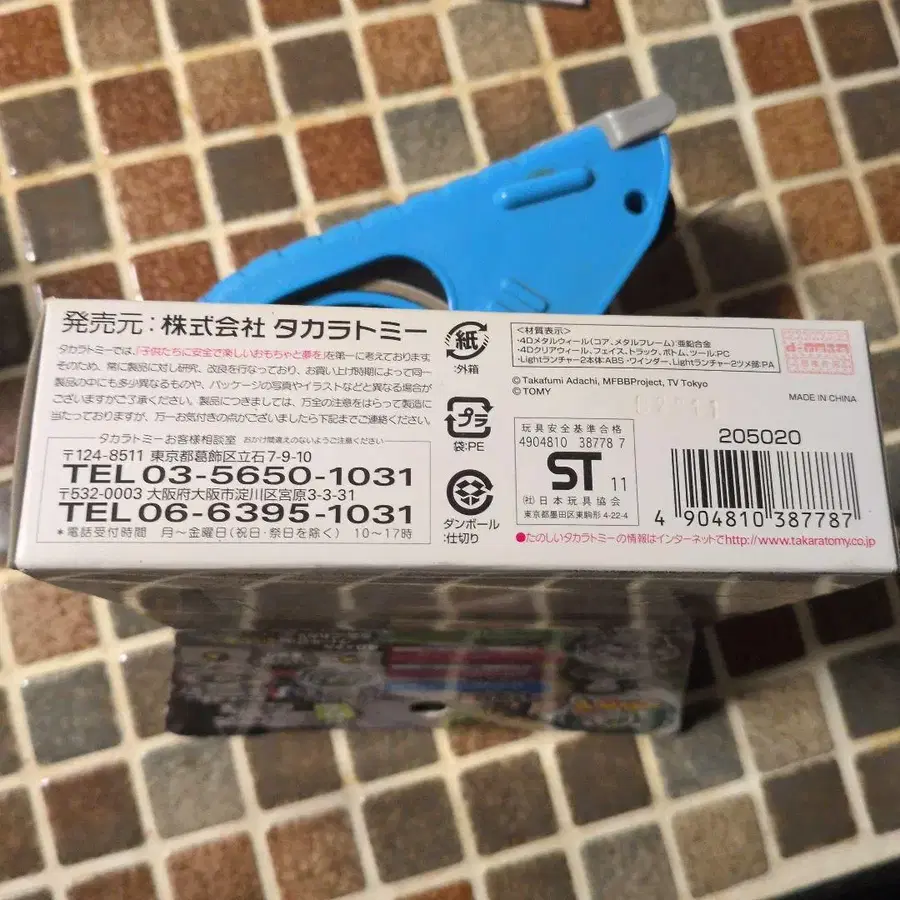 発売元：株式会社 タカラトミー
タカラトミーでは、「子供たちに安全で楽しいおもちゃと夢を」を第一に考えております。
そのため、常に製品に対し研究、改良を行なっており、お買い上げ時期によって同一
製品の中にも多少異なるものや、パッケージの写真やイラストなどと異なる場合が
ございますがご了承ください。製品につきましては、万全の注意をはらって製造に
当たっておりますが、万一お気付きの点がございましたら下記までご連絡ください。
タカラトミーお客様相談室 おかけ間違えのないようご注意ください
〒124-8511 東京都葛飾区立石7-9-10
TEL03-5650-1031
〒532-0003 大阪府大阪市淀川区宮原3-3-31
TEL06-6395-1031
*電話受付時間 月〜金曜日(祝日・祭日を除く) 10〜17時
紙
:外箱
プラ
袋:PE
ダンボール
:仕切り
<材質表示>
・4Dメタルウィール(コア、メタルフレーム):亜鉛合金
・4Dクリアウィール、フェイス、トラック、ボトム、ツール:PC
・Lightランチャー2本体:ABS・ワインダー、Lightランチャー2ツメ部:PA
© Takafumi Adachi, MFBBProject, TV Tokyo
© TOMY
MADE IN CHINA
玩具安全基準合格
4904810 38778 7
ST 11
(社)日本玩具協会
東京都墨田区東駒形4-22-4
205020
4 904810 387787
●たのしいタカラトミーの情報はインターネットでhttp://www.takaratomy.co.jp